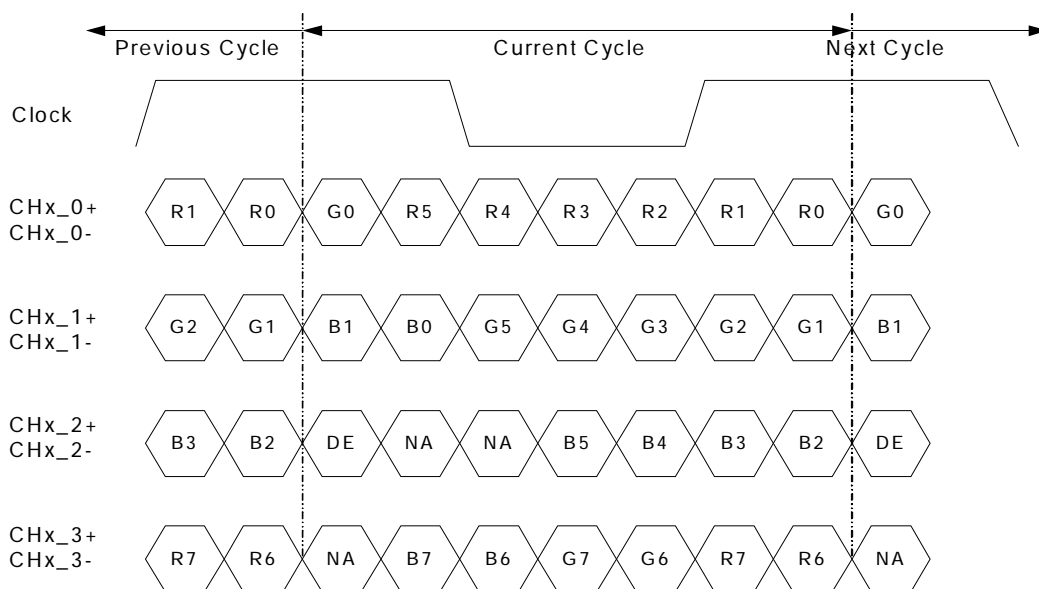 Previous Cycle Current Cycle Next Cycle
Clock
CHx_0+
CHx_0-
R1 R0 G0 R5 R4 R3 R2 R1 R0 G0
CHx_1+
CHx_1-
G2 G1 B1 B0 G5 G4 G3 G2 G1 B1
CHx_2+
CHx_2-
B3 B2 DE NA NA B5 B4 B3 B2 DE
CHx_3+
CHx_3-
R7 R6 NA B7 B6 G7 G6 R7 R6 NA